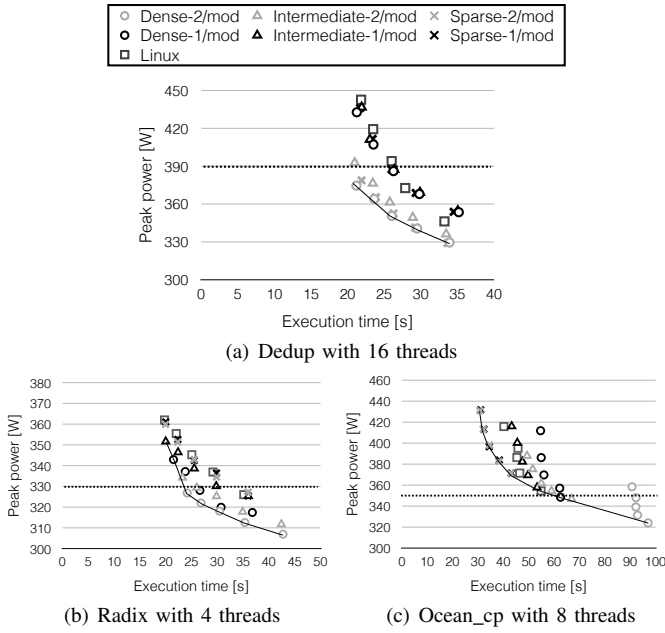 Dense-2/mod Intermediate-2/mod Sparse-2/mod
Dense-1/mod Intermediate-1/mod Sparse-1/mod
Linux
450
420
390
360
330
300
Peak power [W]
0 5 10 15 20 25 30 35 40
Execution time [s]
(a) Dedup with 16 threads
380
370
360
350
340
330
320
310
300
Peak power [W]
0 5 10 15 20 25 30 35 40 45 50
Execution time [s]
(b) Radix with 4 threads
460
440
420
400
380
360
340
320
300
Peak power [W]
0 10 20 30 40 50 60 70 80 90 100
Execution time [s]
(c) Ocean_cp with 8 threads